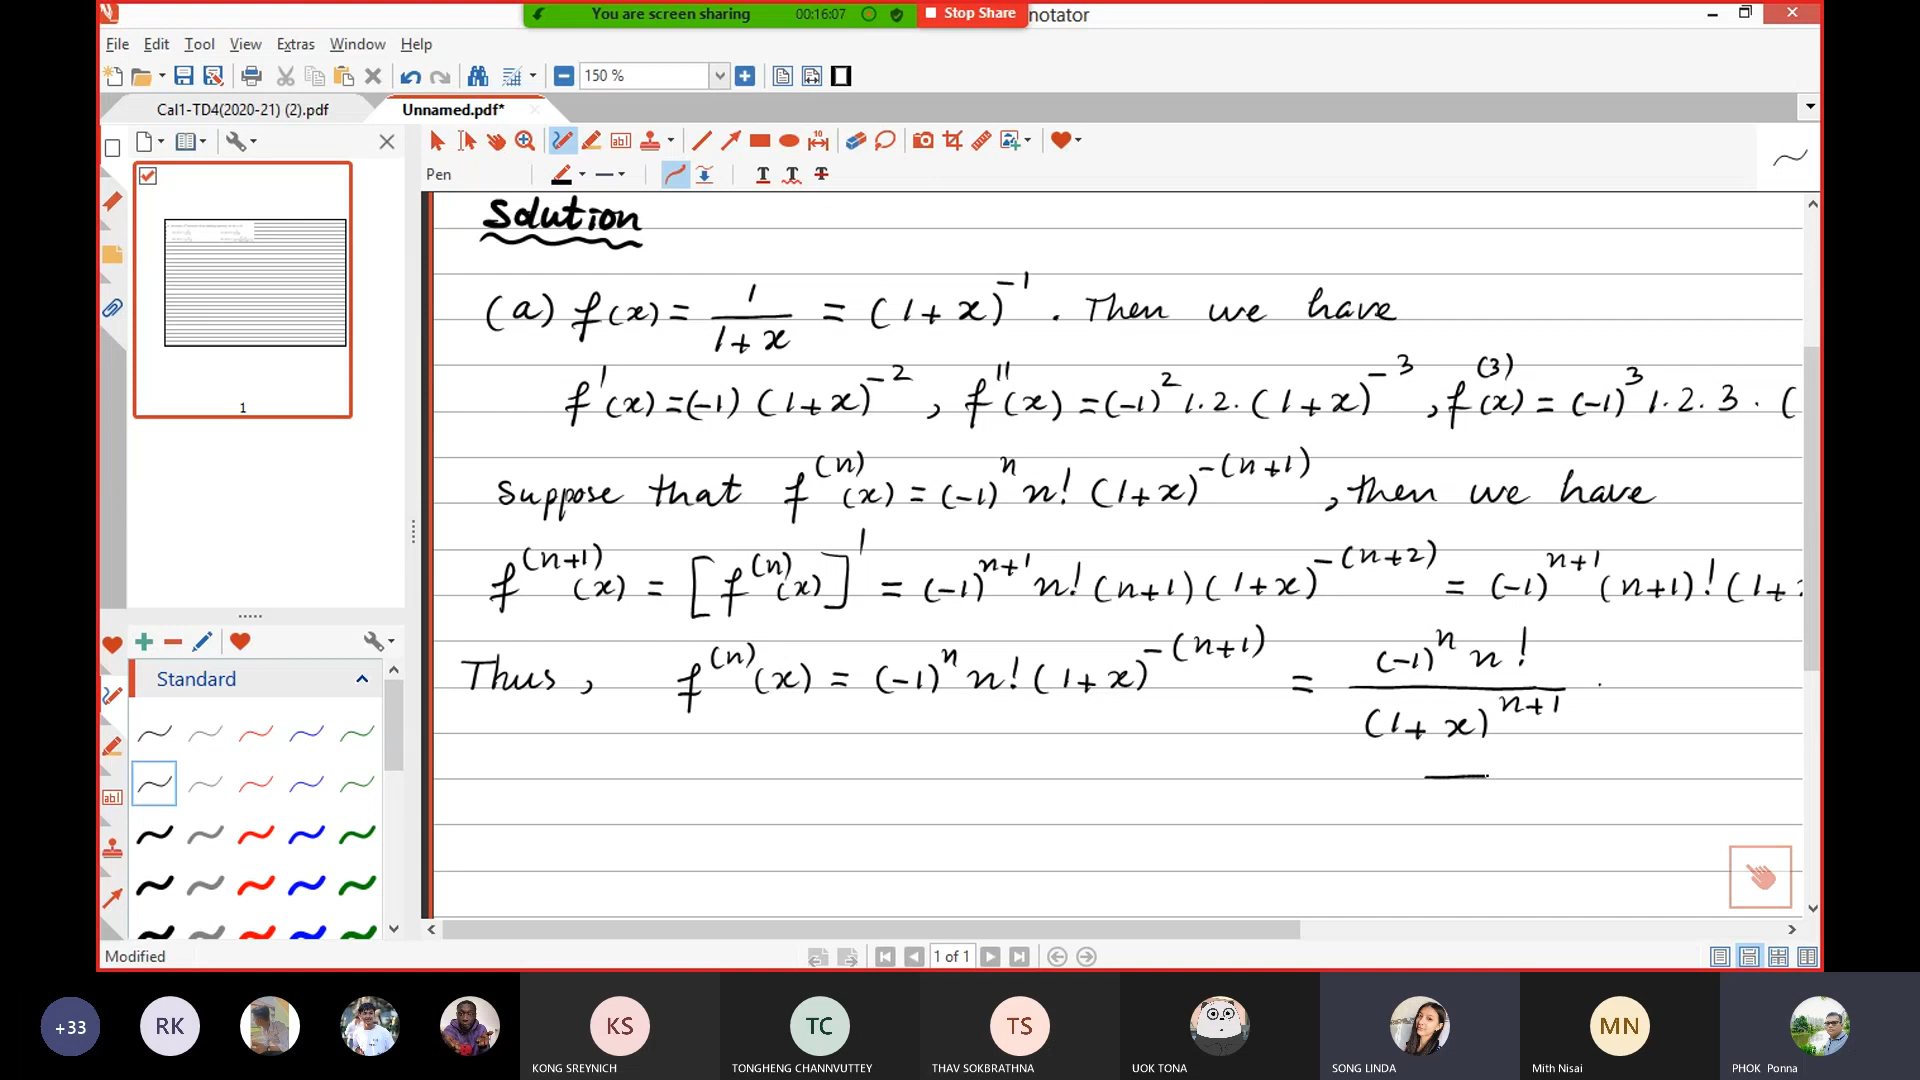 You are screen sharing 00:16:07 Stop Share notator
File Edit Tool View Extras Window Help
150 %
Cal1-TD4(2020-21) (2).pdf Unnamed.pdf*
Pen
1
Standard
Solution
(a) f(x) = 1/(1+x) = (1+x)^{-1} . Then we have
f'(x) = (-1) (1+x)^{-2} , f''(x) = (-1)^2 1.2. (1+x)^{-3} , f^{(3)}(x) = (-1)^3 1.2.3 . (
Suppose that f^{(n)}(x) = (-1)^n n! (1+x)^{-(n+1)} , then we have
f^{(n+1)}(x) = [f^{(n)}(x)]' = (-1)^{n+1} n! (n+1) (1+x)^{-(n+2)} = (-1)^{n+1} (n+1)! (1+
Thus , f^{(n)}(x) = (-1)^n n! (1+x)^{-(n+1)} = (-1)^n n! / (1+x)^{n+1} .
Modified 1 of 1
+33 RK KS TC TS MN
KONG SREYNICH TONGHENG CHANNVUTTEY THAV SOKBRATHNA UOK TONA SONG LINDA Mith Nisai PHOK Ponna